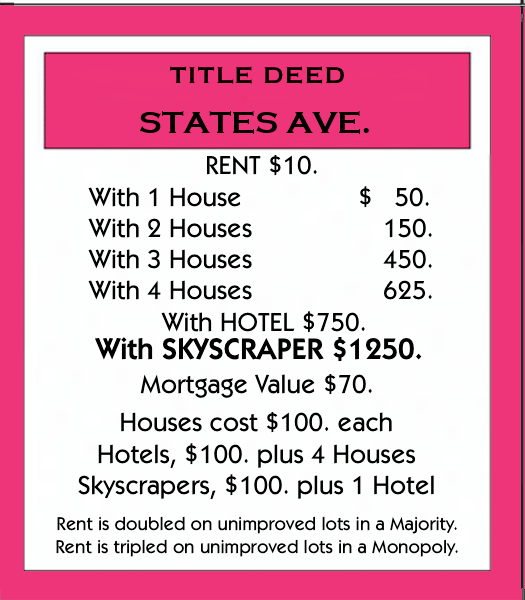 TITLE DEED
STATES AVE.
RENT $10.
With 1 House $ 50.
With 2 Houses 150.
With 3 Houses 450.
With 4 Houses 625.
With HOTEL $750.
With SKYSCRAPER $1250.
Mortgage Value $70.
Houses cost $100. each
Hotels, $100. plus 4 Houses
Skyscrapers, $100. plus 1 Hotel
Rent is doubled on unimproved lots in a Majority.
Rent is tripled on unimproved lots in a Monopoly.